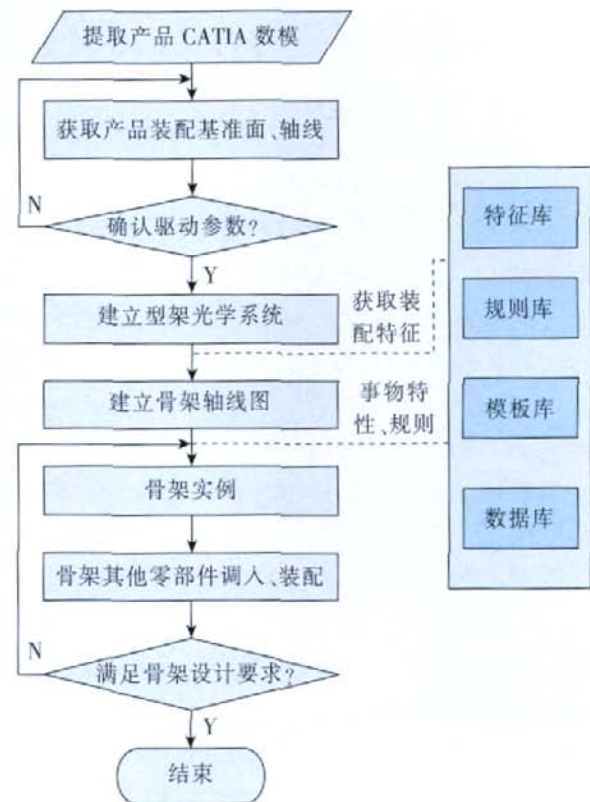 提取产品 CATIA 数模
获取产品装配基准面、轴线
N
确认驱动参数?
Y
建立型架光学系统
获取装
配特征
建立骨架轴线图
事物特
性、规则
骨架实例
骨架其他零部件调入、装配
N
满足骨架设计要求?
Y
结束
特征库
规则库
模板库
数据库